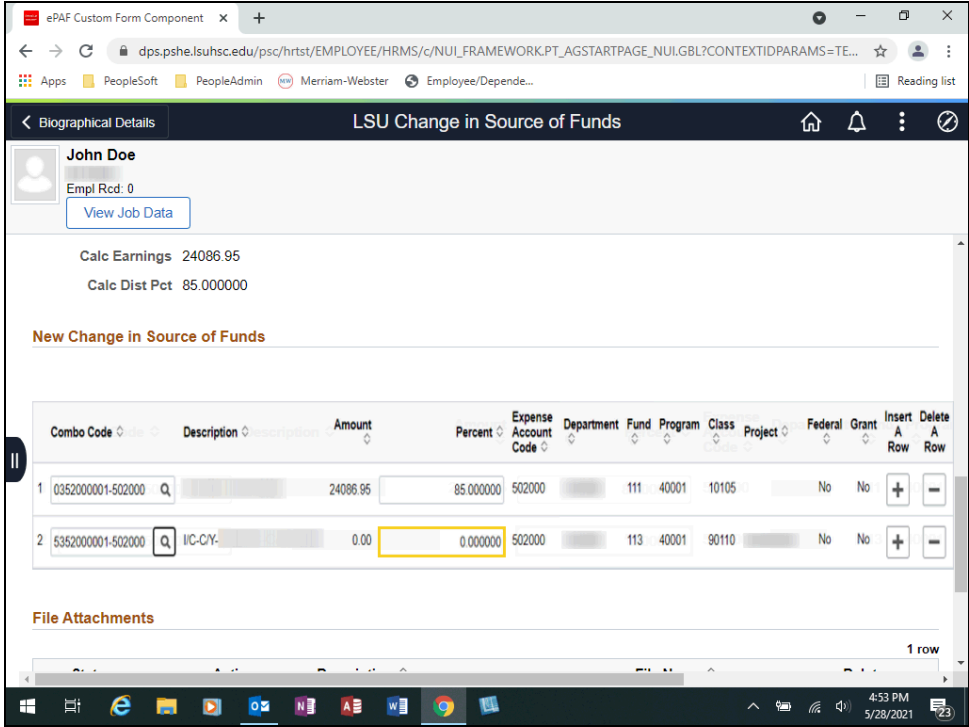 ePAF Custom Form Component
dps.pshe.lsuhsc.edu/psc/hrtst/EMPLOYEE/HRMS/c/NUI_FRAMEWORK.PT_AGSTARTPAGE_NUI.GBL?CONTEXTIDPARAMS=TE...
Apps PeopleSoft PeopleAdmin Merriam-Webster Employee/Depende... Reading list
Biographical Details LSU Change in Source of Funds
John Doe
Empl Rcd: 0
View Job Data
Calc Earnings 24086.95
Calc Dist Pct 85.000000
New Change in Source of Funds
Combo Code Description Amount Percent Expense Account Code Department Fund Program Class Project Federal Grant Insert A Row Delete A Row
1 0352000001-502000 24086.95 85.000000 502000 111 40001 10105 No No
2 5352000001-502000 I/C-C/Y- 0.00 0.000000 502000 113 40001 90110 No No
File Attachments
1 row
4:53 PM
5/28/2021
23